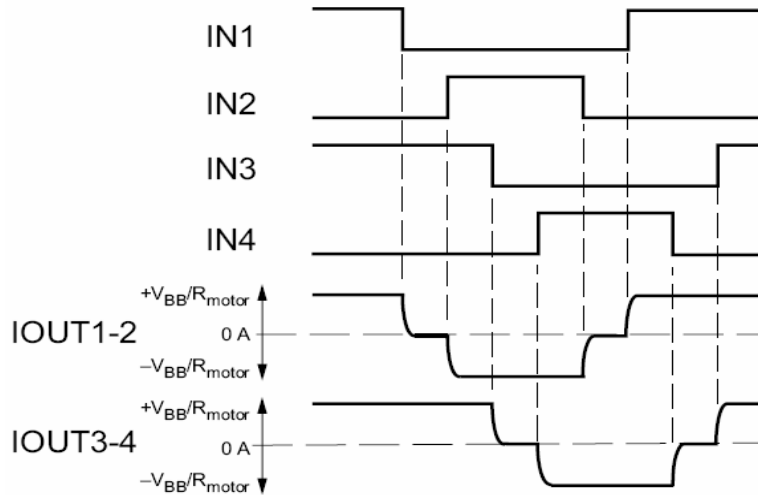 IN1
IN2
IN3
IN4
+VBB/Rmotor
IOUT1-2
0 A
–VBB/Rmotor
+VBB/Rmotor
IOUT3-4
0 A
–VBB/Rmotor